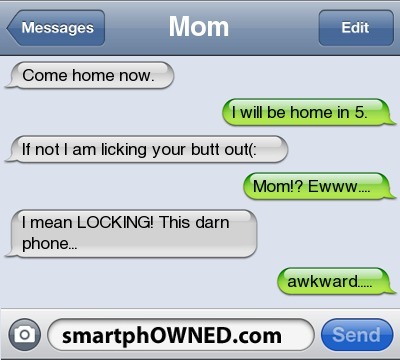 Messages
Mom
Edit
Come home now.
I will be home in 5.
If not I am licking your butt out(:
Mom!? Ewww....
I mean LOCKING! This darn
phone...
awkward.....
smartphOWNED.com
Send